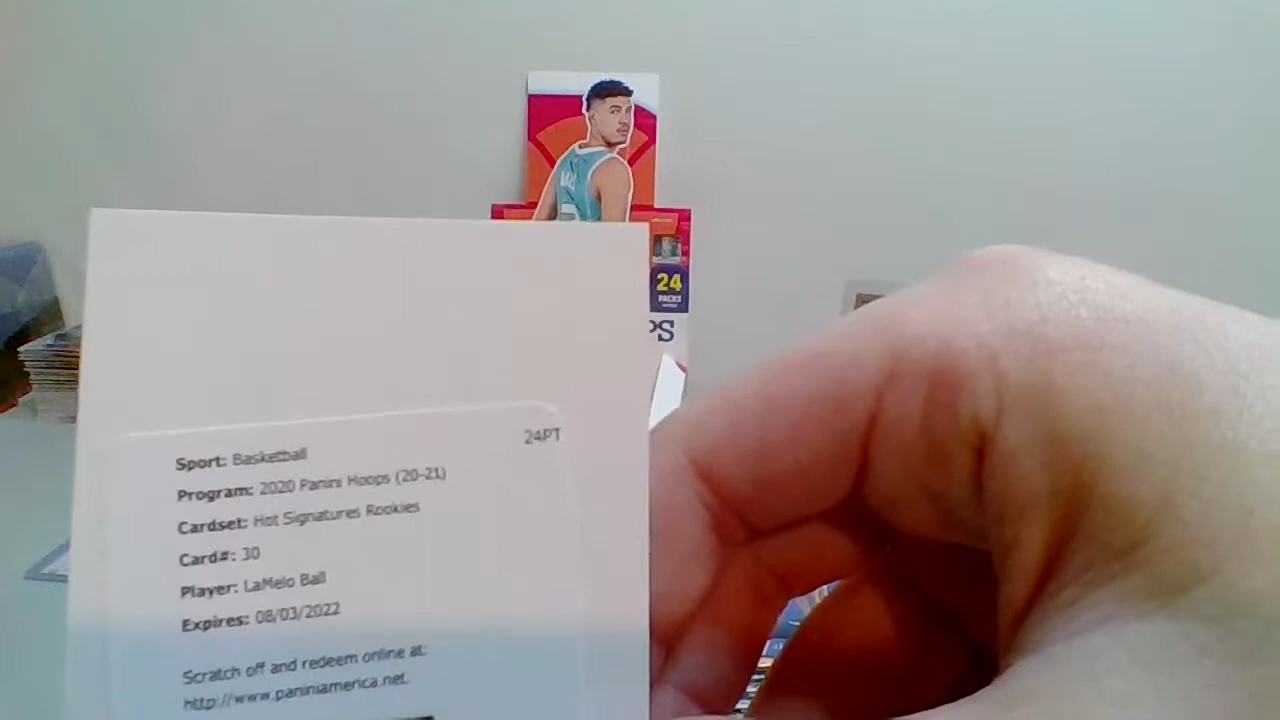 24
PACKS
PS
24PT
Sport: Basketball
Program: 2020 Panini Hoops (20-21)
Cardset: Hot Signatures Rookies
Card#: 30
Player: LaMelo Ball
Expires: 08/03/2022
Scratch off and redeem online at:
http://www.paniniamerica.net.